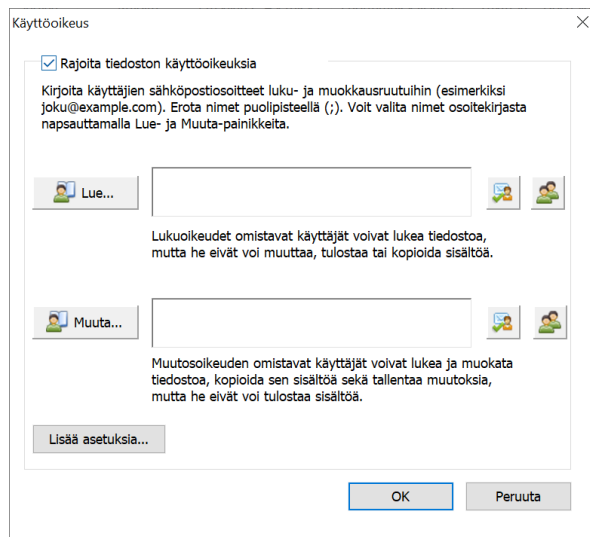 Käyttöoikeus
Rajoita tiedoston käyttöoikeuksia
Kirjoita käyttäjien sähköpostiosoitteet luku- ja muokkausruutuihin (esimerkiksi
joku@example.com). Erota nimet puolipisteellä (;). Voit valita nimet osoitekirjasta
napsauttamalla Lue- ja Muuta-painikkeita.
Lue...
Lukuoikeudet omistavat käyttäjät voivat lukea tiedostoa,
mutta he eivät voi muuttaa, tulostaa tai kopioida sisältöä.
Muuta...
Muutosoikeuden omistavat käyttäjät voivat lukea ja muokata
tiedostoa, kopioida sen sisältöä sekä tallentaa muutoksia,
mutta he eivät voi tulostaa sisältöä.
Lisää asetuksia...
OK
Peruuta